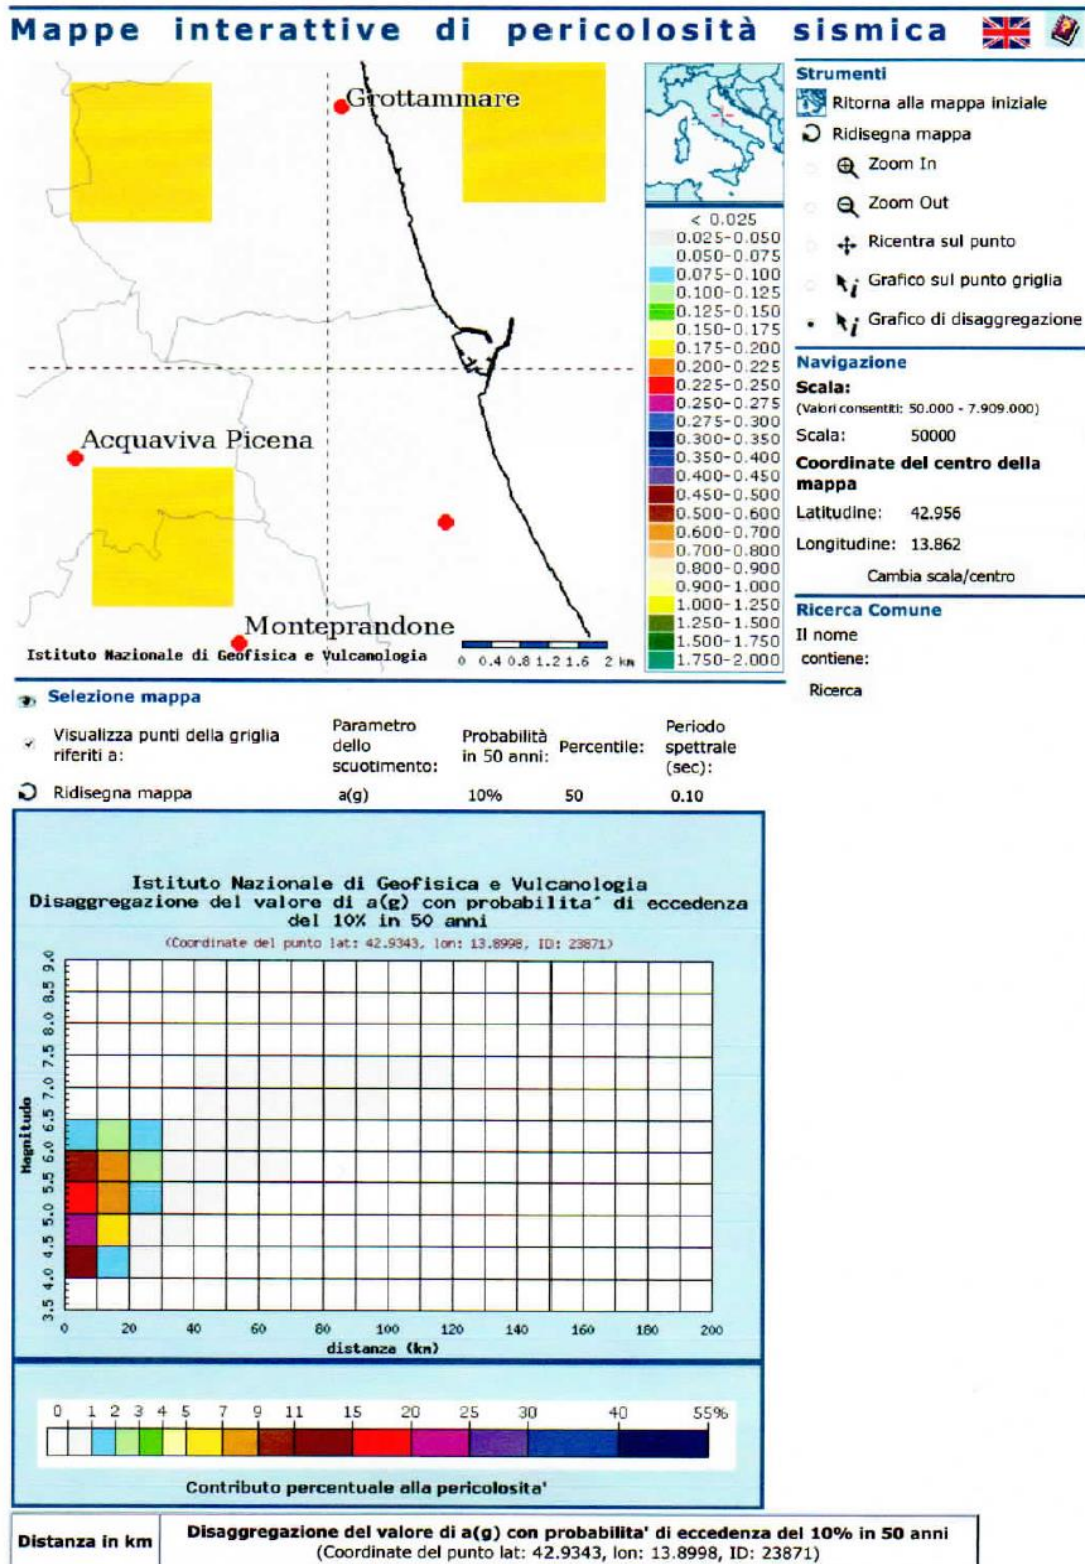 Mappe interattive di pericolosità sismica
Grottammare
Acquaviva Picena
Monteprandone
Istituto Nazionale di Geofisica e Vulcanologia
0 0.4 0.8 1.2 1.6 2 km
< 0.025
0.025-0.050
0.050-0.075
0.075-0.100
0.100-0.125
0.125-0.150
0.150-0.175
0.175-0.200
0.200-0.225
0.225-0.250
0.250-0.275
0.275-0.300
0.300-0.350
0.350-0.400
0.400-0.450
0.450-0.500
0.500-0.600
0.600-0.700
0.700-0.800
0.800-0.900
0.900-1.000
1.000-1.250
1.250-1.500
1.500-1.750
1.750-2.000
Strumenti
Ritorna alla mappa iniziale
Ridisegna mappa
Zoom In
Zoom Out
Ricentra sul punto
Grafico sul punto griglia
Grafico di disaggregazione
Navigazione
Scala:
(Valori consentiti: 50.000 - 7.909.000)
Scala: 50000
Coordinate del centro della
mappa
Latitudine: 42.956
Longitudine: 13.862
Cambia scala/centro
Ricerca Comune
Il nome
contiene:
Ricerca
Selezione mappa
Visualizza punti della griglia
riferiti a:
Parametro
dello
scuotimento:
Probabilità
in 50 anni:
Percentile:
Periodo
spettrale
(sec):
Ridisegna mappa a(g) 10% 50 0.10
Istituto Nazionale di Geofisica e Vulcanologia
Disaggregazione del valore di a(g) con probabilita' di eccedenza
del 10% in 50 anni
(Coordinate del punto lat: 42.9343, lon: 13.8998, ID: 23871)
Magnitudo
9.0
8.5
8.0
7.5
7.0
6.5
6.0
5.5
5.0
4.5
4.0
3.5
0 20 40 60 80 100 120 140 160 180 200
distanza (km)
0 1 2 3 4 5 7 9 11 15 20 25 30 40 55%
Contributo percentuale alla pericolosita'
Distanza in km
Disaggregazione del valore di a(g) con probabilita' di eccedenza del 10% in 50 anni
(Coordinate del punto lat: 42.9343, lon: 13.8998, ID: 23871)